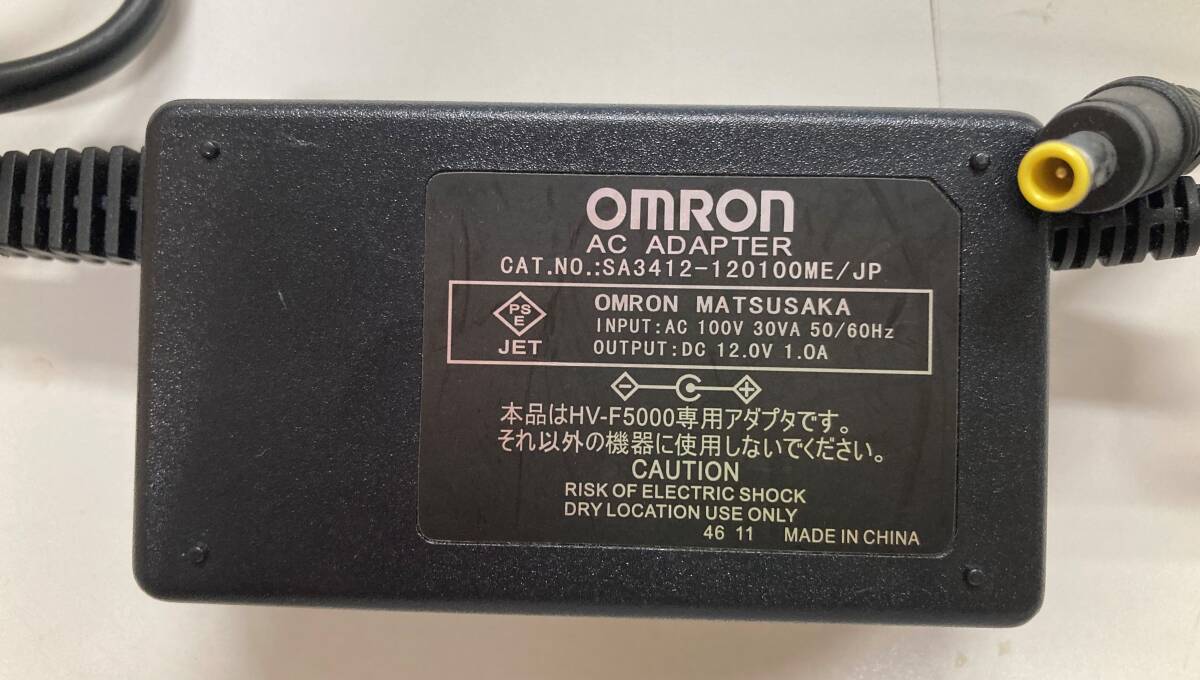 OMRON
AC ADAPTER
CAT.NO.:SA3412-120100ME/JP
PS
E
JET
OMRON MATSUSAKA
INPUT:AC 100V 30VA 50/60Hz
OUTPUT:DC 12.0V 1.0A
本品はHV-F5000専用アダプタです。
それ以外の機器に使用しないでください。
CAUTION
RISK OF ELECTRIC SHOCK
DRY LOCATION USE ONLY
46 11 MADE IN CHINA